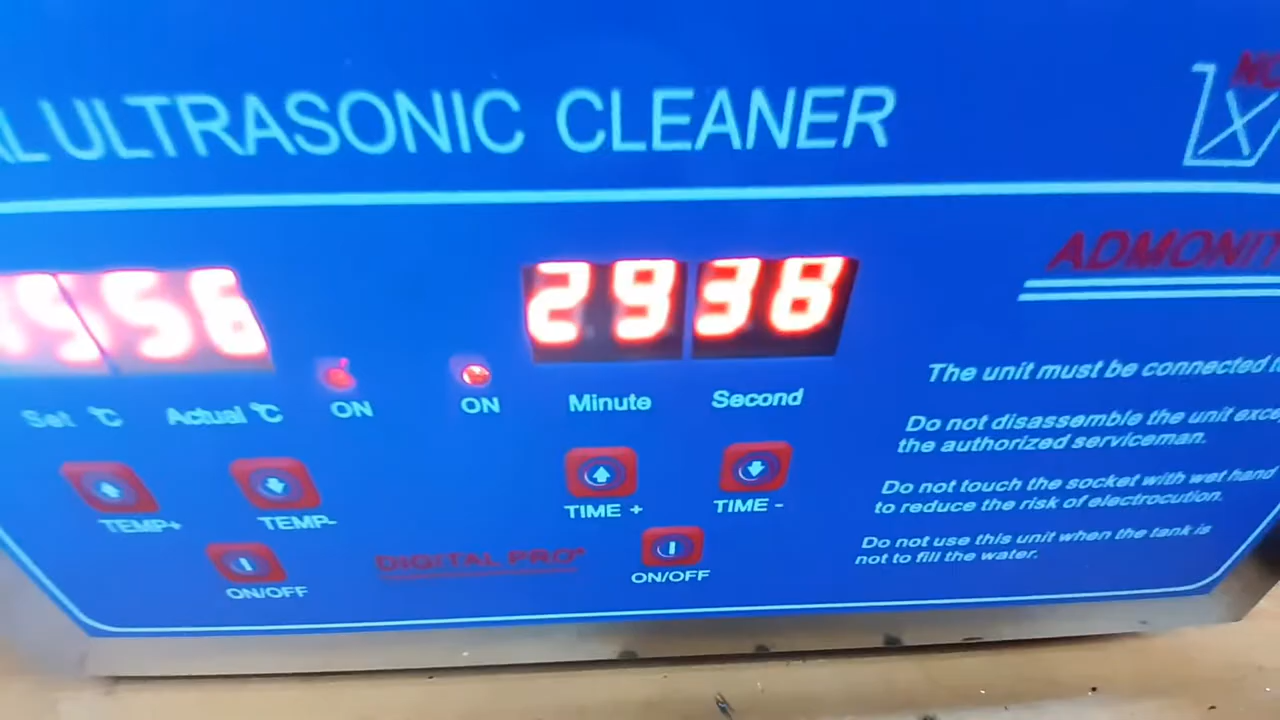 ULTRASONIC CLEANER
NO
ADMONIT
56
2938
Set °C Actual °C ON ON Minute Second
The unit must be connected
Do not disassemble the unit exce
the authorized serviceman.
Do not touch the socket with wet hand
to reduce the risk of electrocution.
Do not use this unit when the tank is
not to fill the water.
TEMP+ TEMP- TIME + TIME -
DIGITAL PRO
ON/OFF ON/OFF